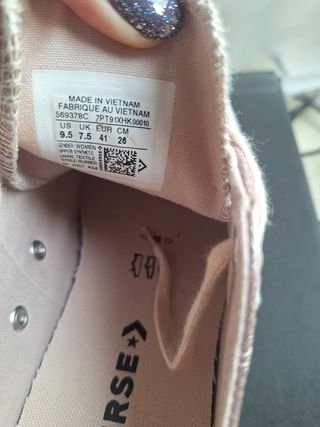 MADE IN VIETNAM
FABRIQUE AU VIETNAM
569378C 7PT91XHK00010
US UK EUR CM
9.5 7.5 41 26
GENDER: WOMEN
UPPER: SYNTHETIC
LINING: TEXTILE
RSE